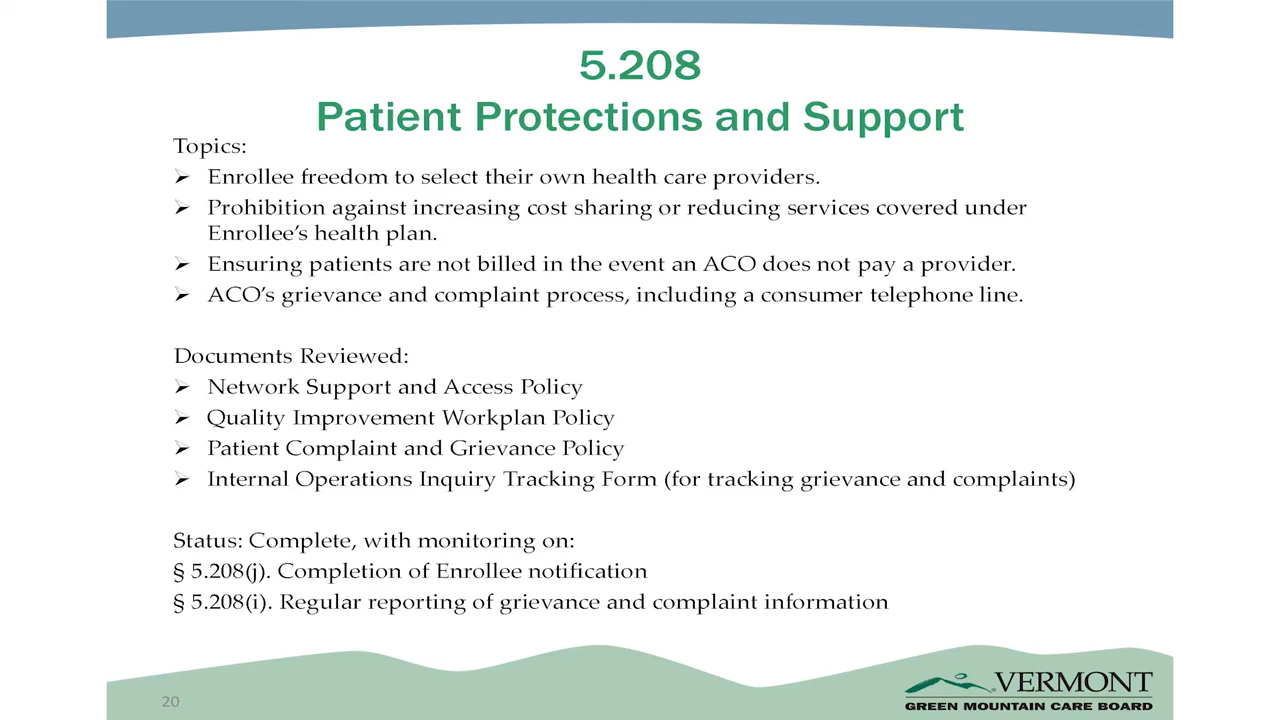 5.208
Patient Protections and Support
Topics:
➢ Enrollee freedom to select their own health care providers.
➢ Prohibition against increasing cost sharing or reducing services covered under
Enrollee’s health plan.
➢ Ensuring patients are not billed in the event an ACO does not pay a provider.
➢ ACO’s grievance and complaint process, including a consumer telephone line.
Documents Reviewed:
➢ Network Support and Access Policy
➢ Quality Improvement Workplan Policy
➢ Patient Complaint and Grievance Policy
➢ Internal Operations Inquiry Tracking Form (for tracking grievance and complaints)
Status: Complete, with monitoring on:
§ 5.208(j). Completion of Enrollee notification
§ 5.208(i). Regular reporting of grievance and complaint information
20
VERMONT
GREEN MOUNTAIN CARE BOARD